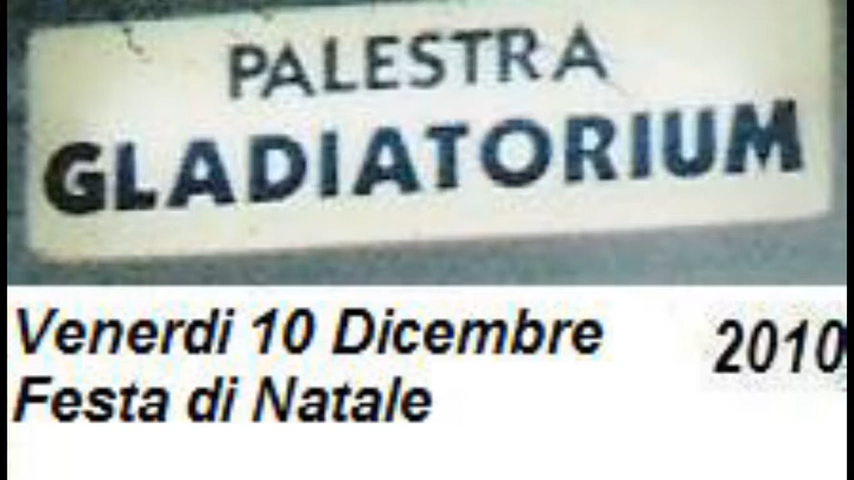 PALESTRA
GLADIATORIUM
Venerdi 10 Dicembre 2010
Festa di Natale